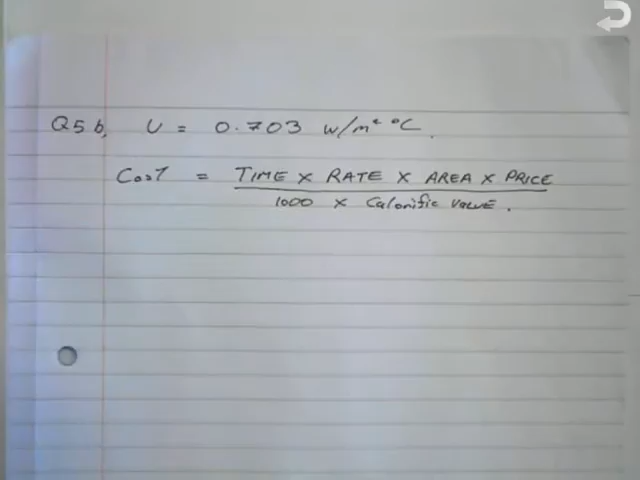 Q5 b, U = 0.703 W/m² °C.
Cost = TIME × RATE × AREA × PRICE
1000 × Calorific VALUE.